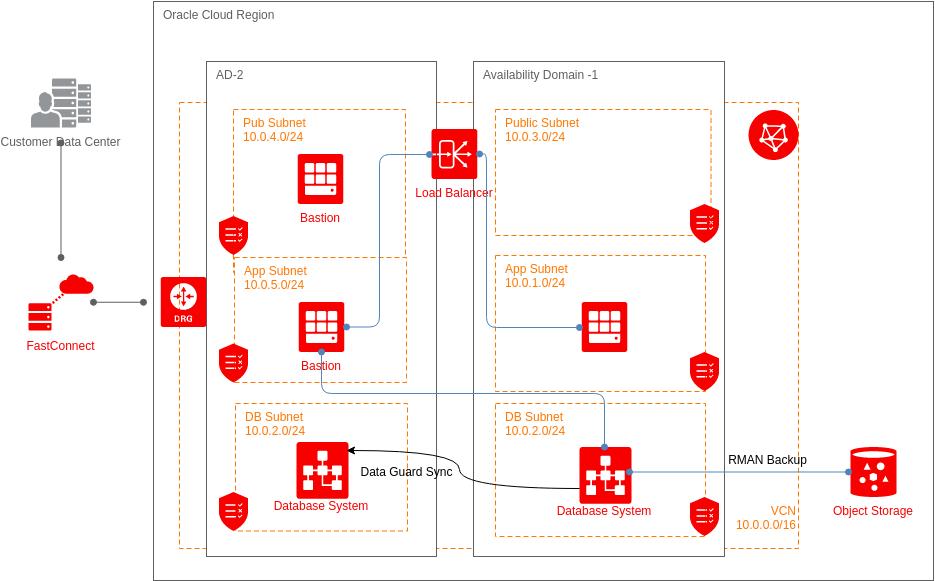 Oracle Cloud Region
AD-2
Availability Domain -1
Customer Data Center
Pub Subnet
10.0.4.0/24
Public Subnet
10.0.3.0/24
Bastion
Load Balancer
App Subnet
10.0.5.0/24
App Subnet
10.0.1.0/24
DRG
FastConnect
Bastion
DB Subnet
10.0.2.0/24
DB Subnet
10.0.2.0/24
Data Guard Sync
RMAN Backup
Database System
Database System
VCN
10.0.0.0/16
Object Storage